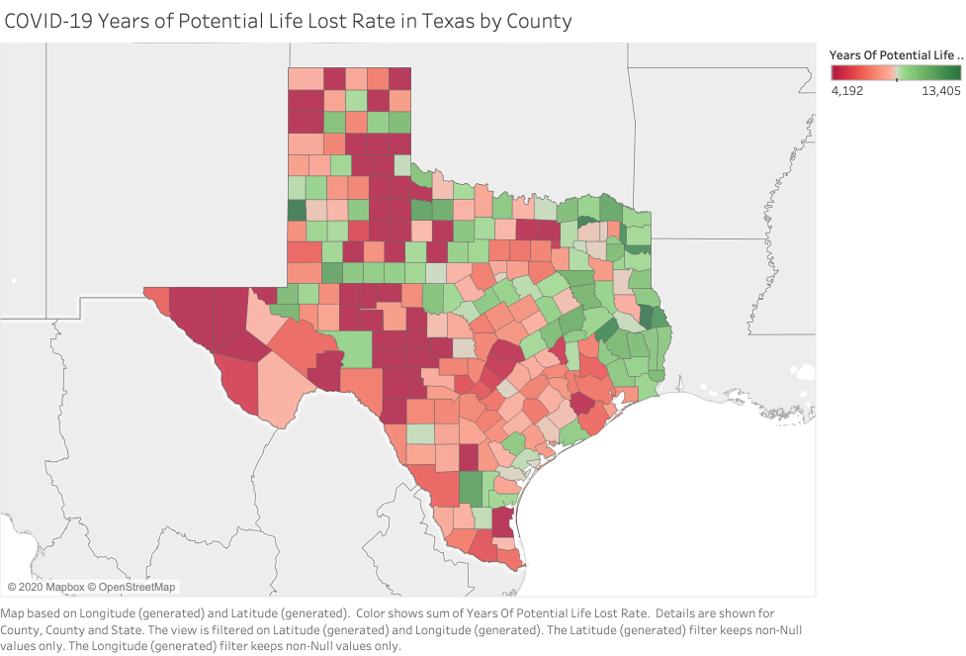 COVID-19 Years of Potential Life Lost Rate in Texas by County
Years Of Potential Life ..
4,192 13,405
© 2020 Mapbox © OpenStreetMap
Map based on Longitude (generated) and Latitude (generated).  Color shows sum of Years Of Potential Life Lost Rate.  Details are shown for
County, County and State. The view is filtered on Latitude (generated) and Longitude (generated). The Latitude (generated) filter keeps non-Null
values only. The Longitude (generated) filter keeps non-Null values only.